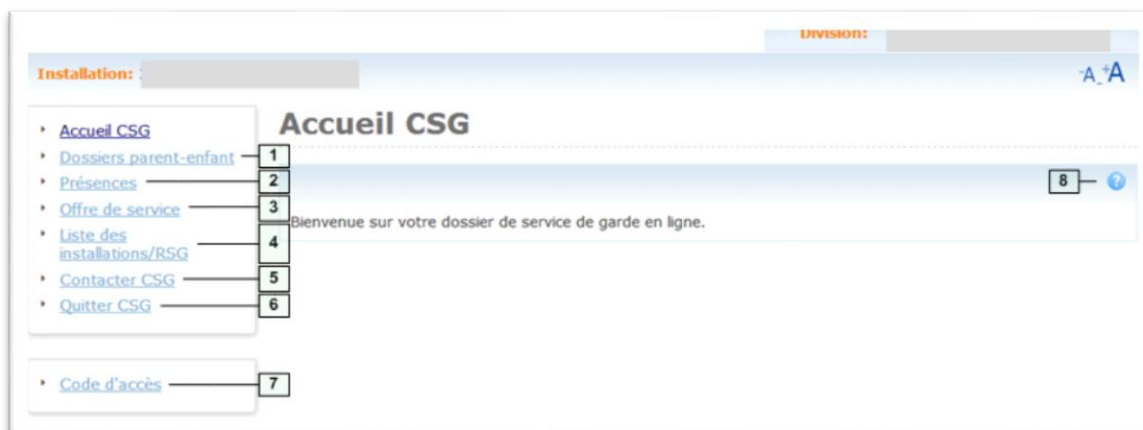 Division:
Installation:
-A_+A
Accueil CSG
Dossiers parent-enfant 1
Présences 2
Offre de service 3
Liste des
installations/RSG 4
Contacter CSG 5
Quitter CSG 6
Code d'accès 7
Accueil CSG
8 ?
Bienvenue sur votre dossier de service de garde en ligne.